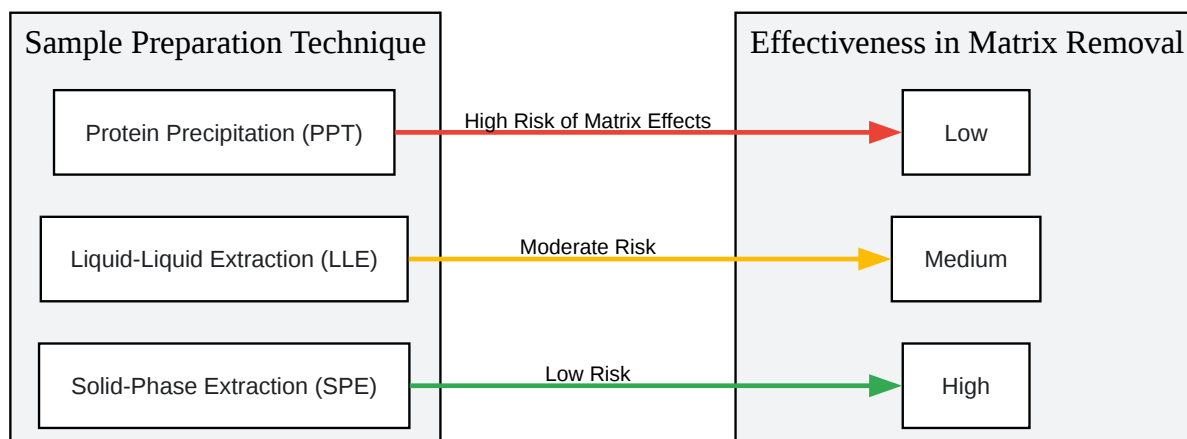 Sample Preparation Technique
Effectiveness in Matrix Removal
Protein Precipitation (PPT)
High Risk of Matrix Effects
Low
Liquid-Liquid Extraction (LLE)
Moderate Risk
Medium
Solid-Phase Extraction (SPE)
Low Risk
High